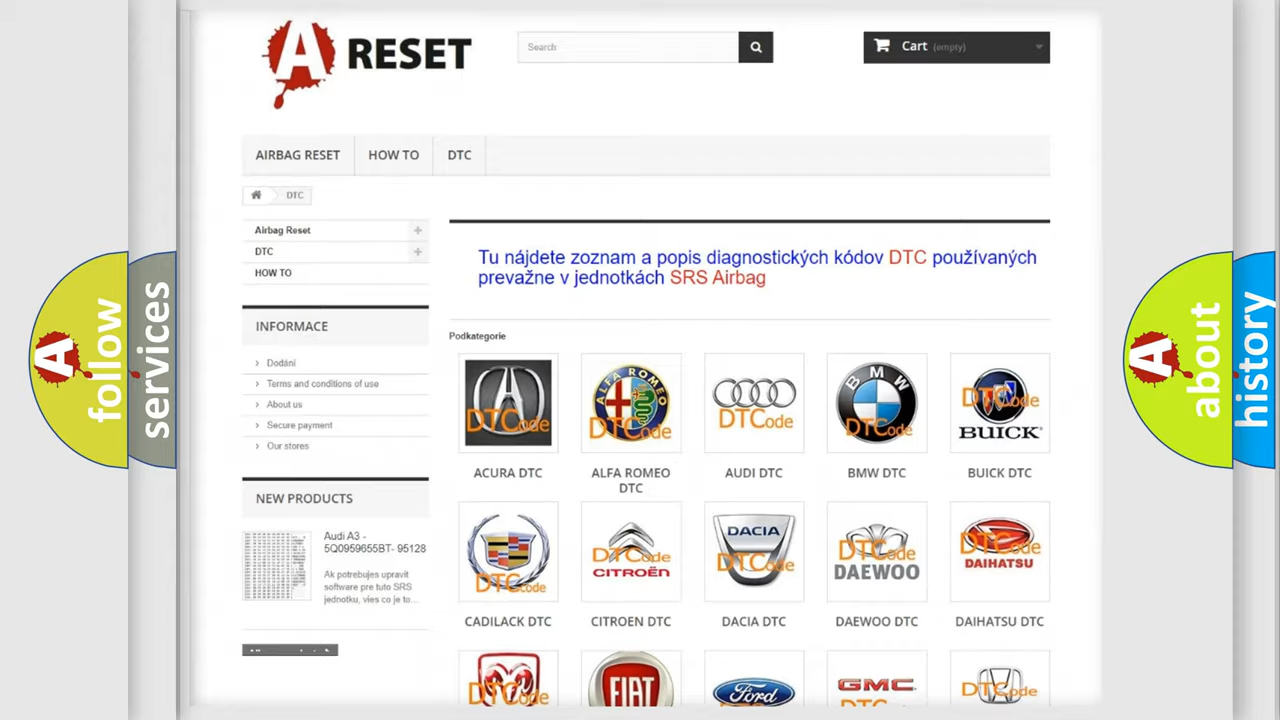 A RESET
Search
Cart (empty)
AIRBAG RESET
HOW TO
DTC
DTC
Airbag Reset
DTC
HOW TO
Tu nájdete zoznam a popis diagnostických kódov DTC používaných
prevažne v jednotkách SRS Airbag
INFORMACE
Dodání
Terms and conditions of use
About us
Secure payment
Our stores
NEW PRODUCTS
Audi A3 -
5Q0959655BT- 95128
Ak potrebujes upravit
software pre tuto SRS
jednotku, vies co je to...
Podkategorie
DTCode
ALFA ROMEO
DTCode
DTCode
BMW
DTCode
DTCode
BUICK
ACURA DTC
ALFA ROMEO
DTC
AUDI DTC
BMW DTC
BUICK DTC
DTCode
DTCode
CITROËN
DACIA
DTCode
DTCode
DAEWOO
DTCode
DAIHATSU
CADILACK DTC
CITROEN DTC
DACIA DTC
DAEWOO DTC
DAIHATSU DTC
DTCode
FIAT
Ford
GMC
DTCode
A follow
services
A about
history